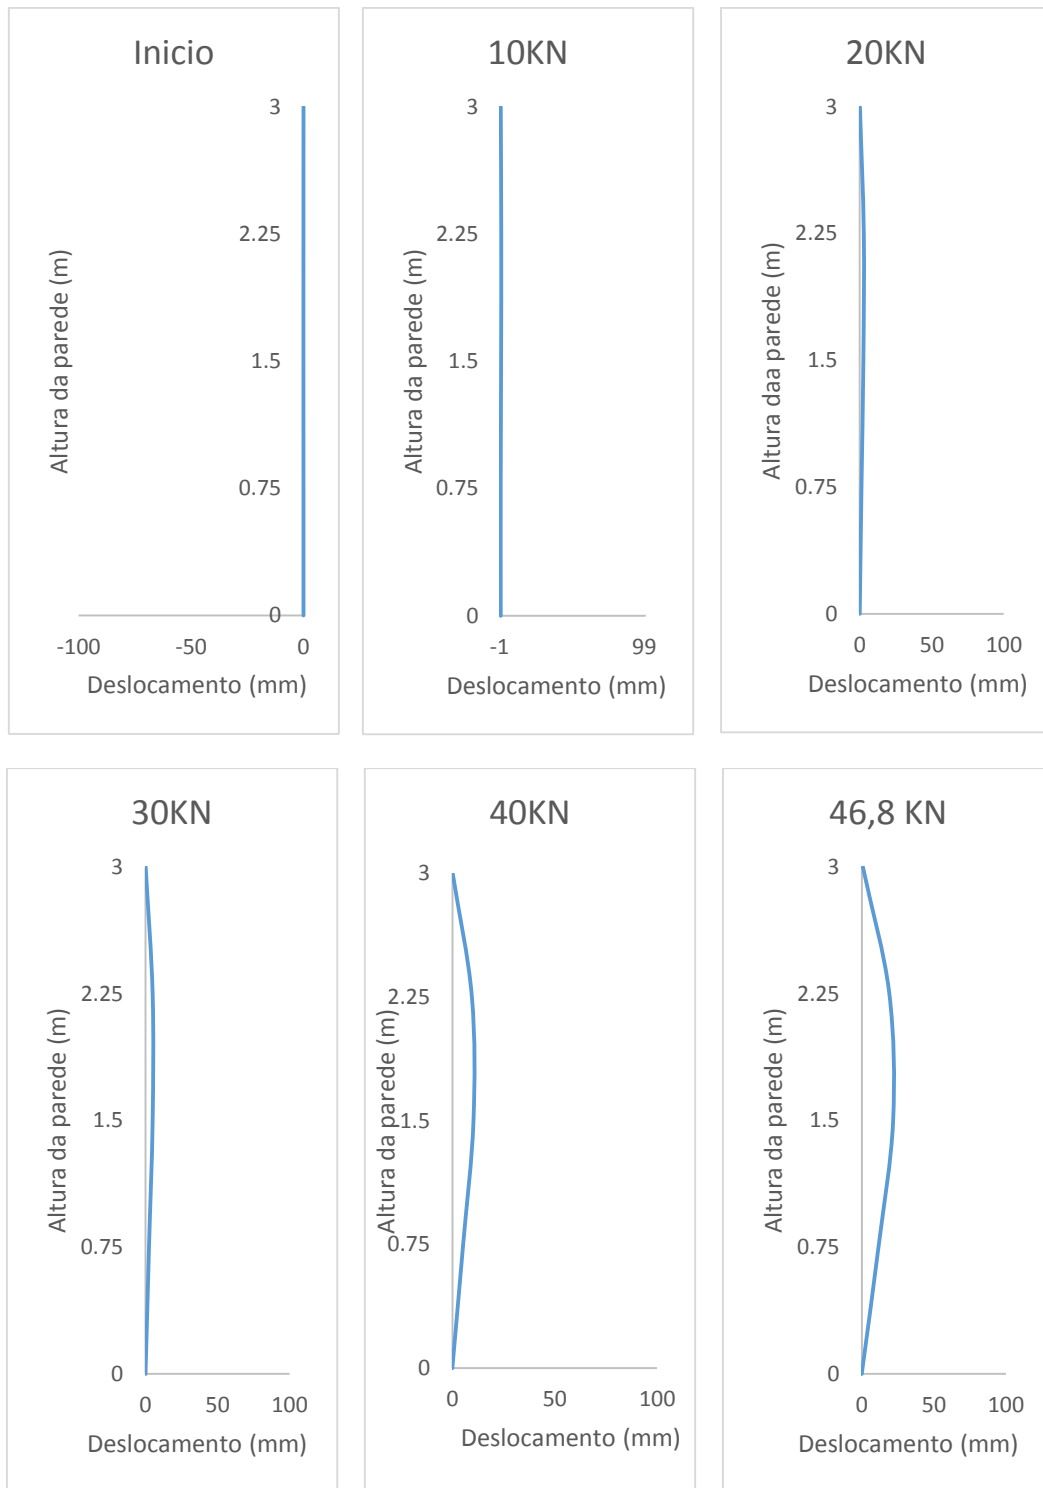 Inicio
3
2.25
1.5
0.75
0
-100 -50 0
Altura da parede (m)
Deslocamento (mm)
10KN
3
2.25
1.5
0.75
0
-1 99
Altura da parede (m)
Deslocamento (mm)
20KN
3
2.25
1.5
0.75
0
0 50 100
Altura daa parede (m)
Deslocamento (mm)
30KN
3
2.25
1.5
0.75
0
0 50 100
Altura da parede (m)
Deslocamento (mm)
40KN
3
2.25
1.5
0.75
0
0 50 100
Altura da parede (m)
Deslocamento (mm)
46,8 KN
3
2.25
1.5
0.75
0
0 50 100
Altura da parede (m)
Deslocamento (mm)